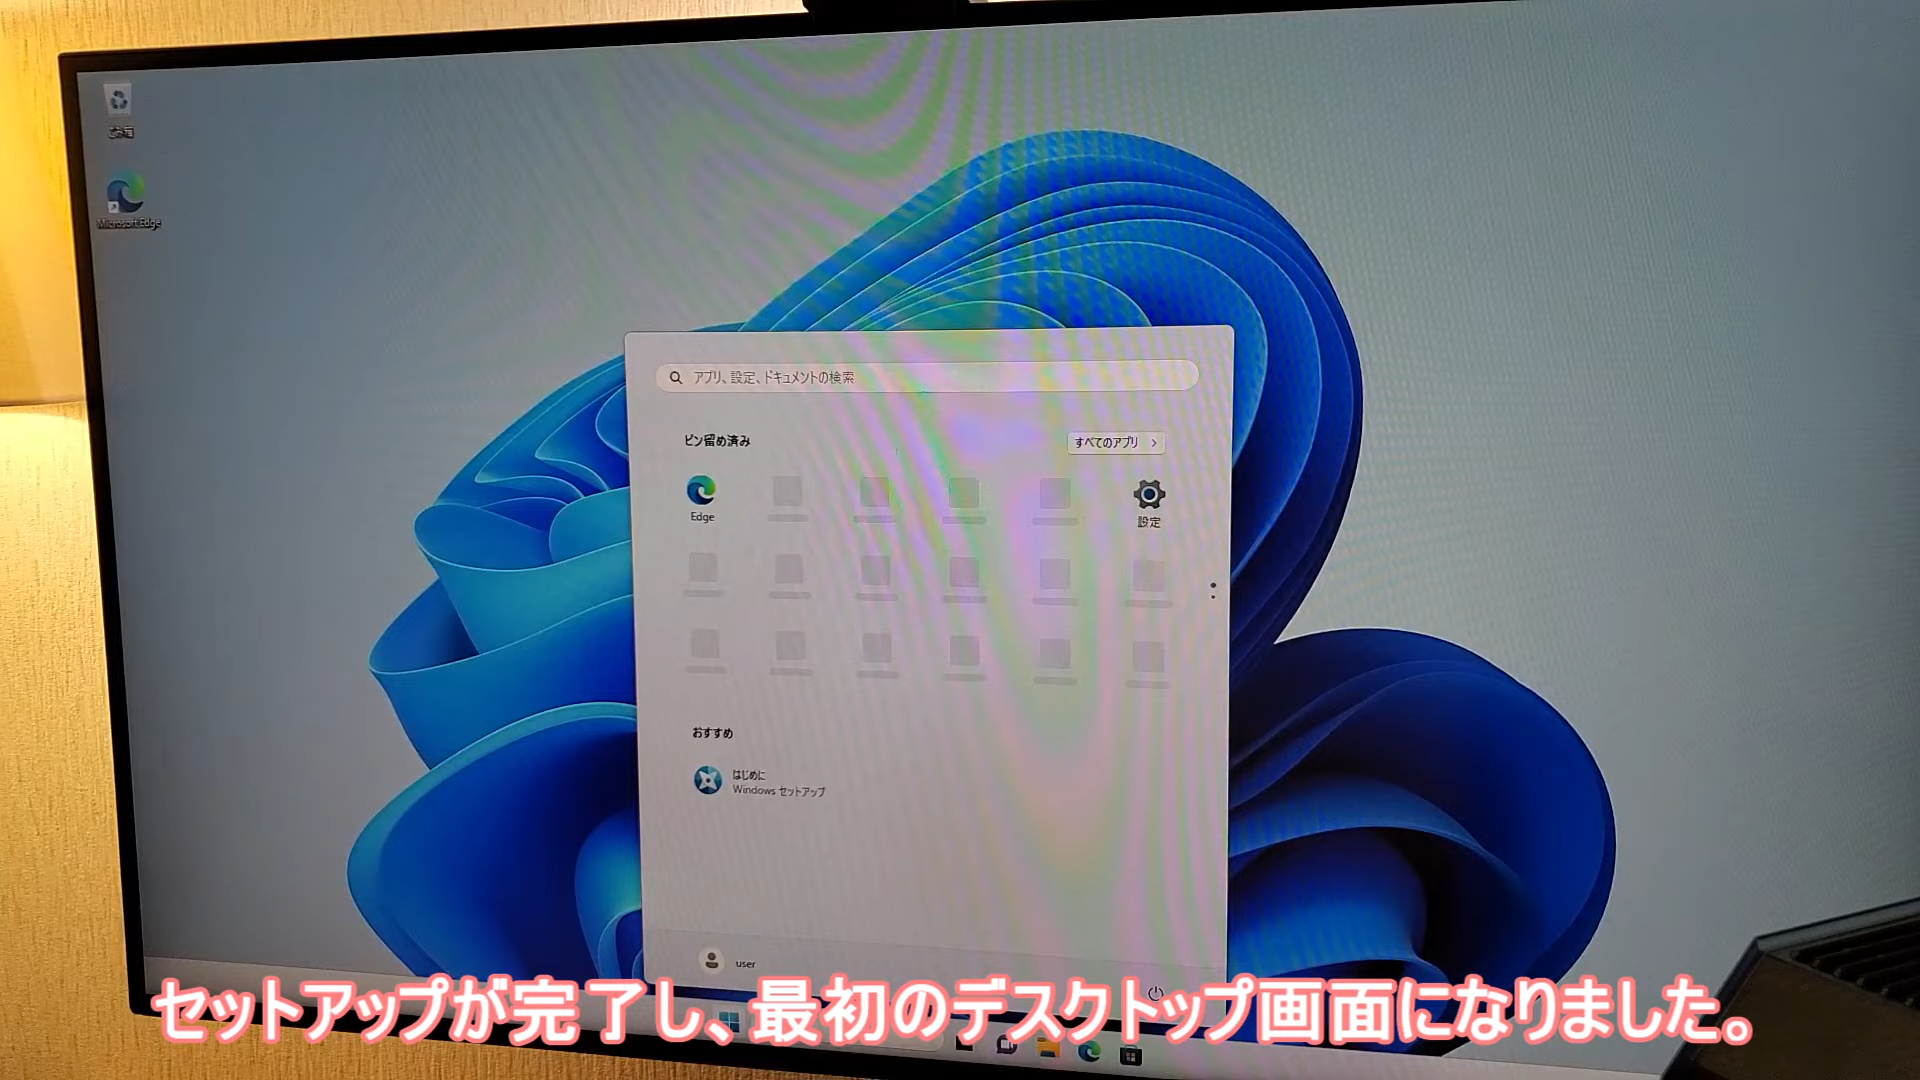 ごみ箱
Microsoft Edge
アプリ、設定、ドキュメントの検索
ピン留め済み
すべてのアプリ
Edge
設定
おすすめ
はじめに
Windows セットアップ
user
セットアップが完了し、最初のデスクトップ画面になりました。